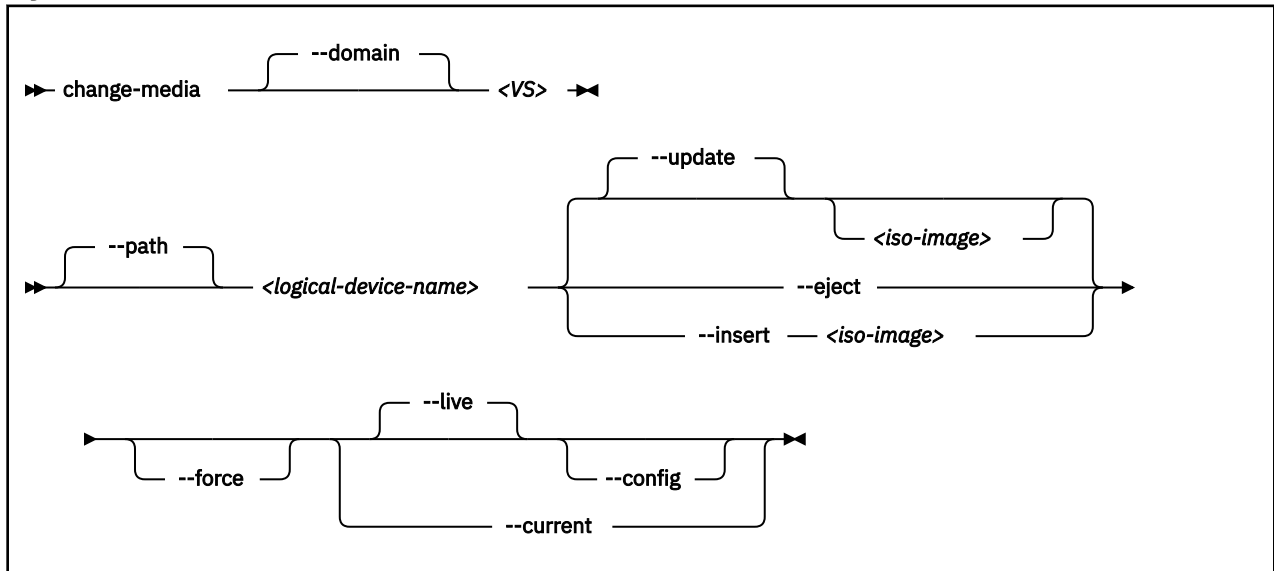 --domain
change-media <VS>
--update
<iso-image>
--path
<logical-device-name>
--eject
--insert <iso-image>
--live
--force
--config
--current